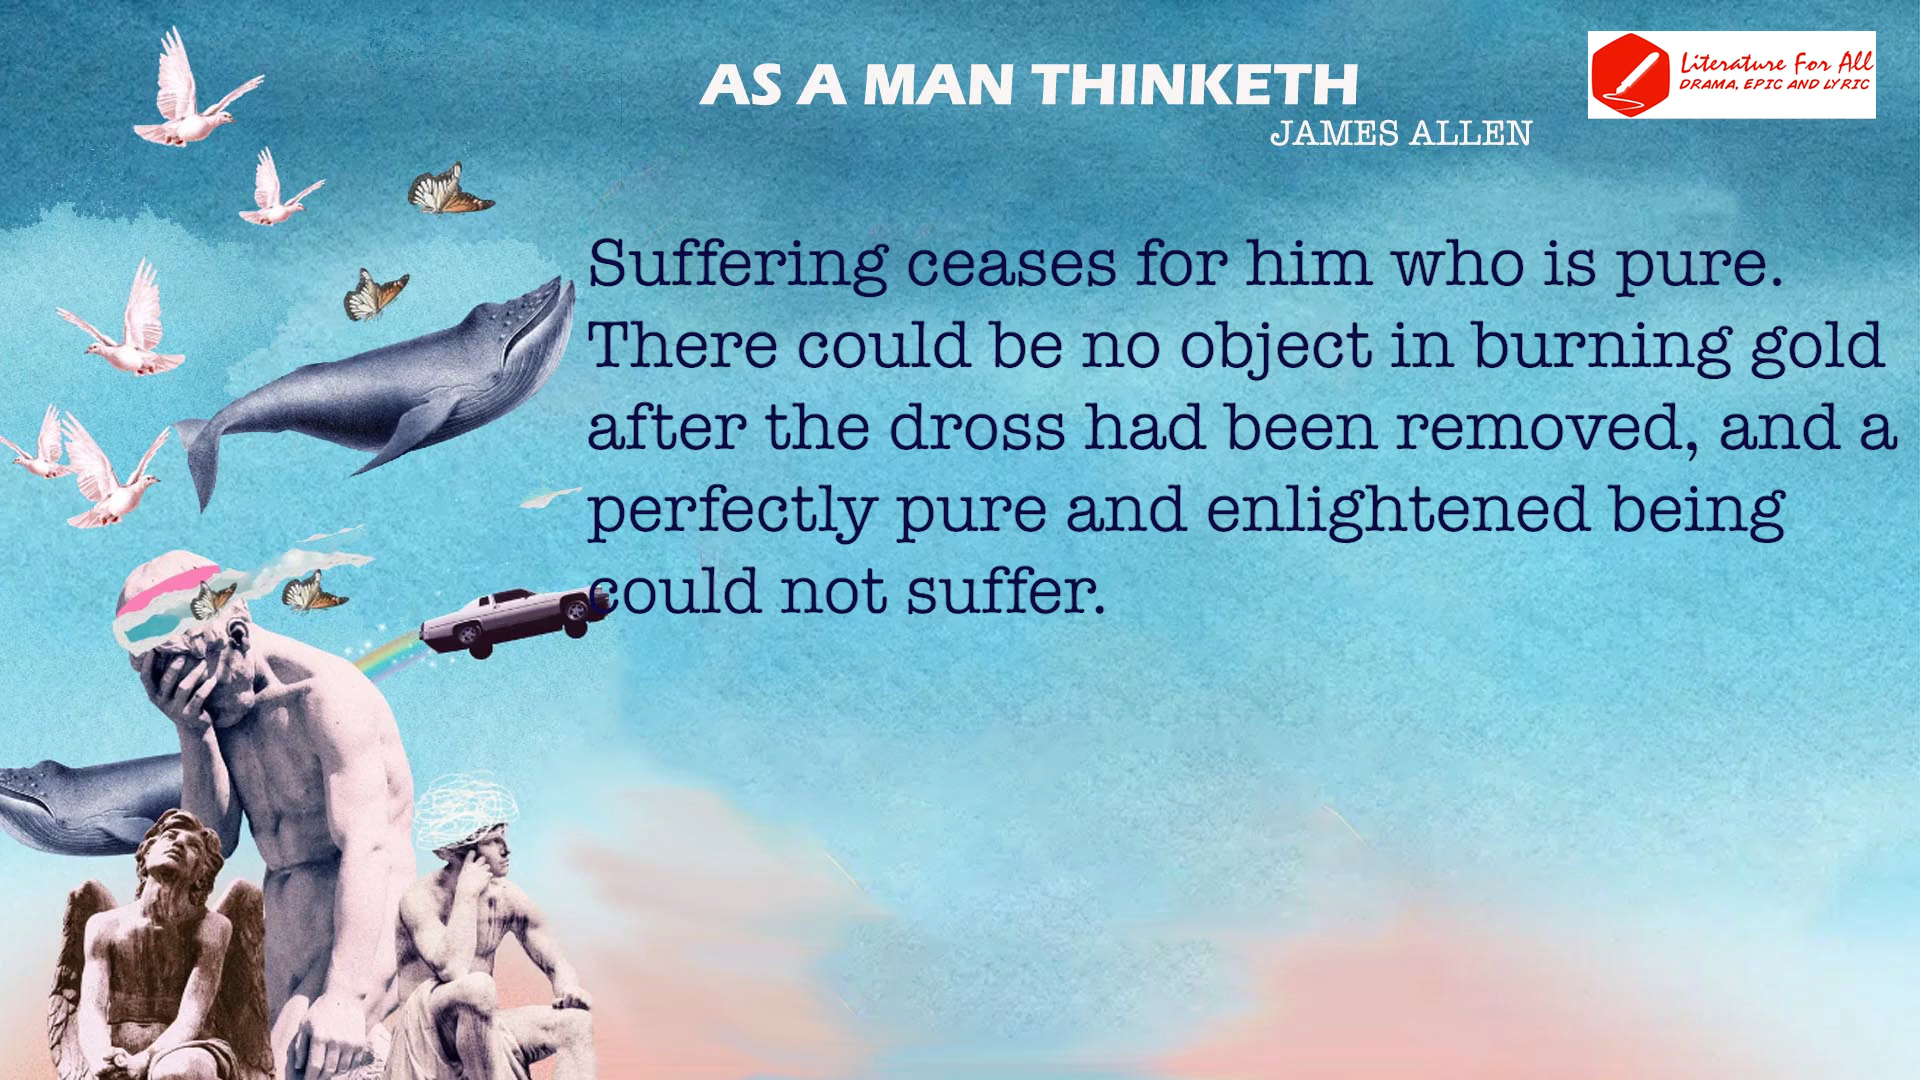 AS A MAN THINKETH
JAMES ALLEN
Literature For All
DRAMA, EPIC AND LYRIC
Suffering ceases for him who is pure.
There could be no object in burning gold
after the dross had been removed, and a
perfectly pure and enlightened being
could not suffer.